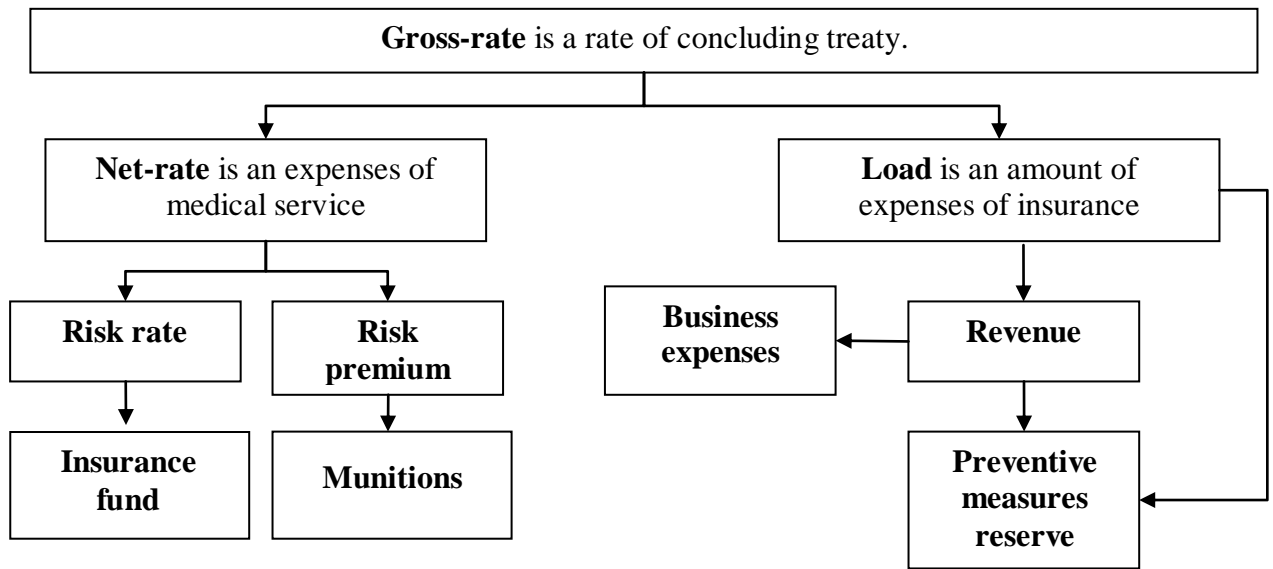 Gross-rate is a rate of concluding treaty.
Net-rate is an expenses of
medical service
Load is an amount of
expenses of insurance
Risk rate
Risk
premium
Business
expenses
Revenue
Insurance
fund
Munitions
Preventive
measures
reserve